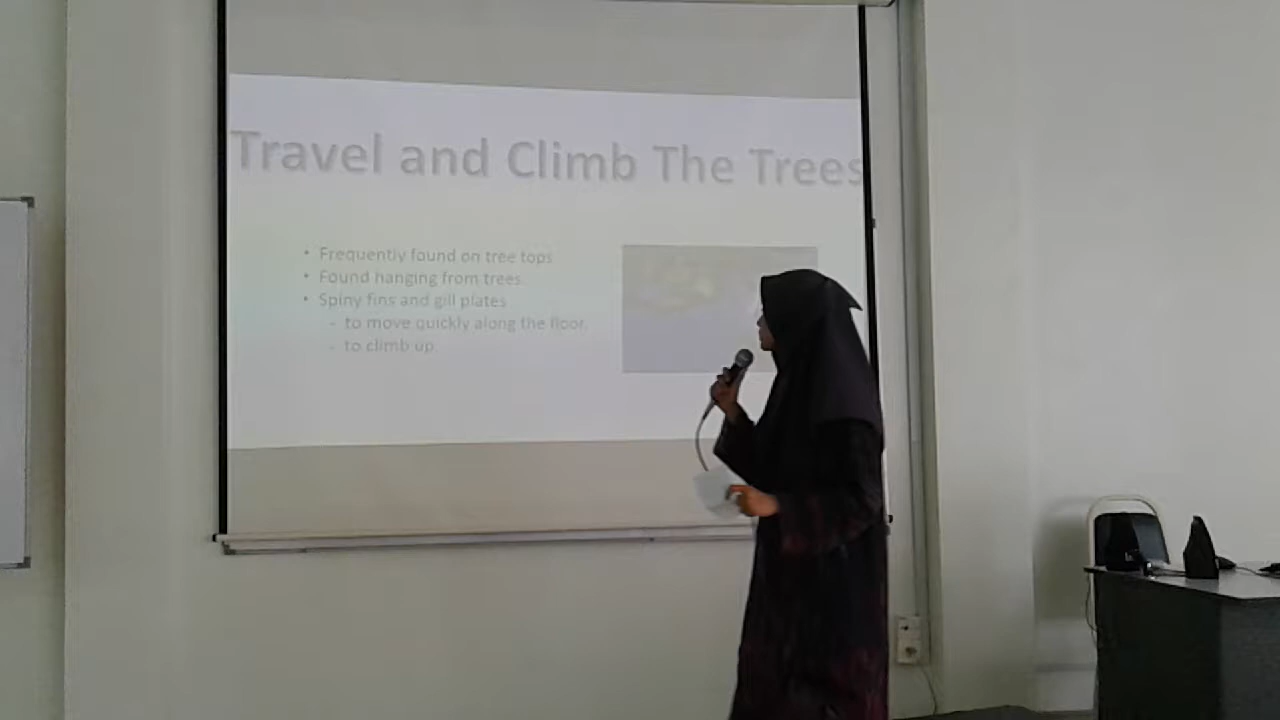 Travel and Climb The Trees
• Frequently found on tree tops
• Found hanging from trees.
• Spiny fins and gill plates
- to move quickly along the floor.
- to climb up.